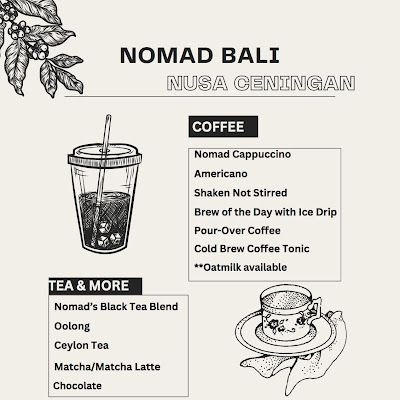 NOMAD BALI
NUSA CENINGAN
COFFEE
Nomad Cappuccino
Americano
Shaken Not Stirred
Brew of the Day with Ice Drip
Pour-Over Coffee
Cold Brew Coffee Tonic
**Oatmilk available
TEA & MORE
Nomad's Black Tea Blend
Oolong
Ceylon Tea
Matcha/Matcha Latte
Chocolate